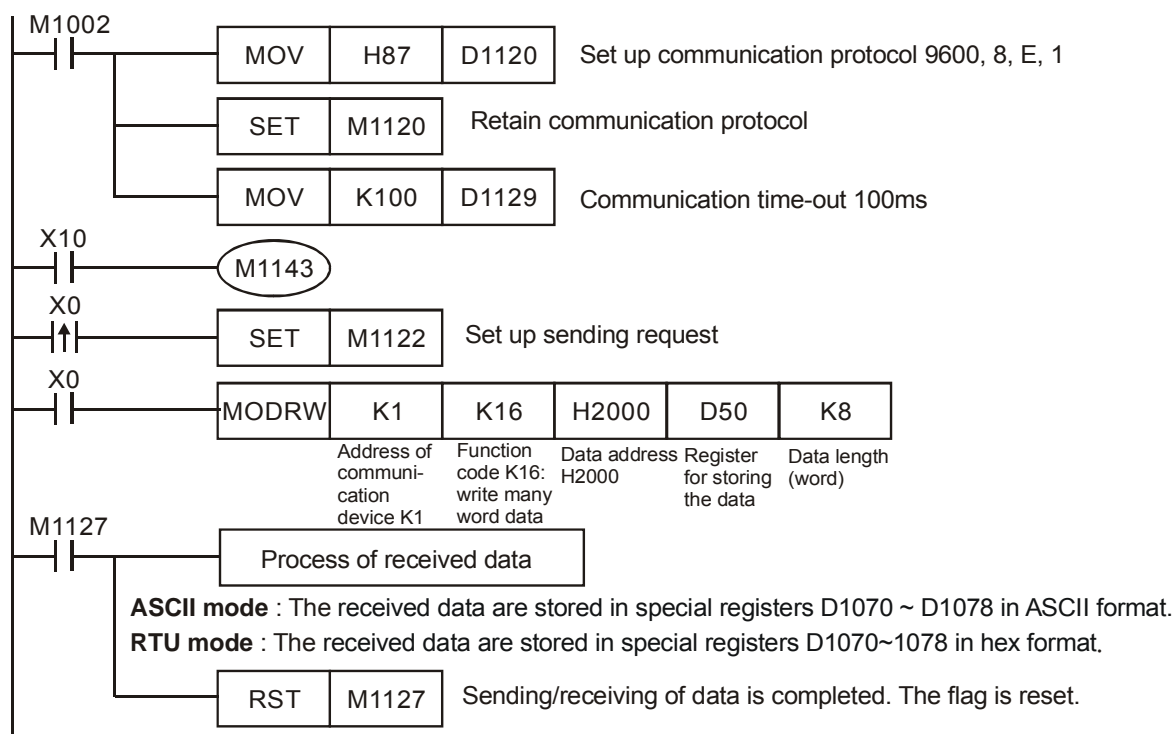 M1002
MOV H87 D1120 Set up communication protocol 9600, 8, E, 1
SET M1120 Retain communication protocol
MOV K100 D1129 Communication time-out 100ms
X10
M1143
X0
SET M1122 Set up sending request
X0
MODRW K1 K16 H2000 D50 K8
Address of
communi-
cation
device K1
Function
code K16:
write many
word data
Data address
H2000
Register
for storing
the data
Data length
(word)
M1127
Process of received data
ASCII mode : The received data are stored in special registers D1070 ~ D1078 in ASCII format.
RTU mode : The received data are stored in special registers D1070~1078 in hex format.
RST M1127 Sending/receiving of data is completed. The flag is reset.